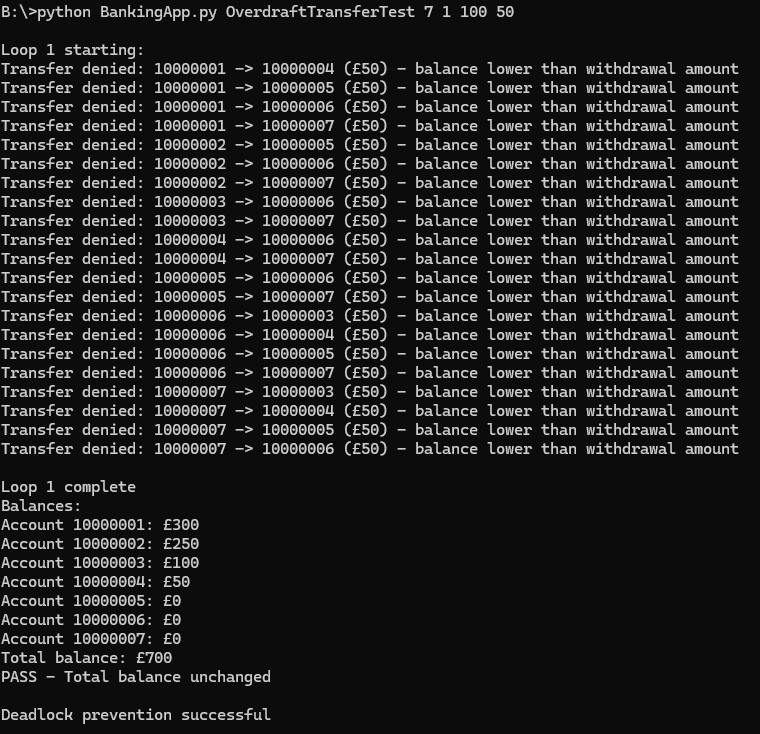 B:\>python BankingApp.py OverdraftTransferTest 7 1 100 50
Loop 1 starting:
Transfer denied: 10000001 -> 10000004 (£50) - balance lower than withdrawal amount
Transfer denied: 10000001 -> 10000005 (£50) - balance lower than withdrawal amount
Transfer denied: 10000001 -> 10000006 (£50) - balance lower than withdrawal amount
Transfer denied: 10000001 -> 10000007 (£50) - balance lower than withdrawal amount
Transfer denied: 10000002 -> 10000005 (£50) - balance lower than withdrawal amount
Transfer denied: 10000002 -> 10000006 (£50) - balance lower than withdrawal amount
Transfer denied: 10000002 -> 10000007 (£50) - balance lower than withdrawal amount
Transfer denied: 10000003 -> 10000006 (£50) - balance lower than withdrawal amount
Transfer denied: 10000003 -> 10000007 (£50) - balance lower than withdrawal amount
Transfer denied: 10000004 -> 10000006 (£50) - balance lower than withdrawal amount
Transfer denied: 10000004 -> 10000007 (£50) - balance lower than withdrawal amount
Transfer denied: 10000005 -> 10000006 (£50) - balance lower than withdrawal amount
Transfer denied: 10000005 -> 10000007 (£50) - balance lower than withdrawal amount
Transfer denied: 10000006 -> 10000003 (£50) - balance lower than withdrawal amount
Transfer denied: 10000006 -> 10000004 (£50) - balance lower than withdrawal amount
Transfer denied: 10000006 -> 10000005 (£50) - balance lower than withdrawal amount
Transfer denied: 10000006 -> 10000007 (£50) - balance lower than withdrawal amount
Transfer denied: 10000007 -> 10000003 (£50) - balance lower than withdrawal amount
Transfer denied: 10000007 -> 10000004 (£50) - balance lower than withdrawal amount
Transfer denied: 10000007 -> 10000005 (£50) - balance lower than withdrawal amount
Transfer denied: 10000007 -> 10000006 (£50) - balance lower than withdrawal amount
Loop 1 complete
Balances:
Account 10000001: £300
Account 10000002: £250
Account 10000003: £100
Account 10000004: £50
Account 10000005: £0
Account 10000006: £0
Account 10000007: £0
Total balance: £700
PASS - Total balance unchanged
Deadlock prevention successful